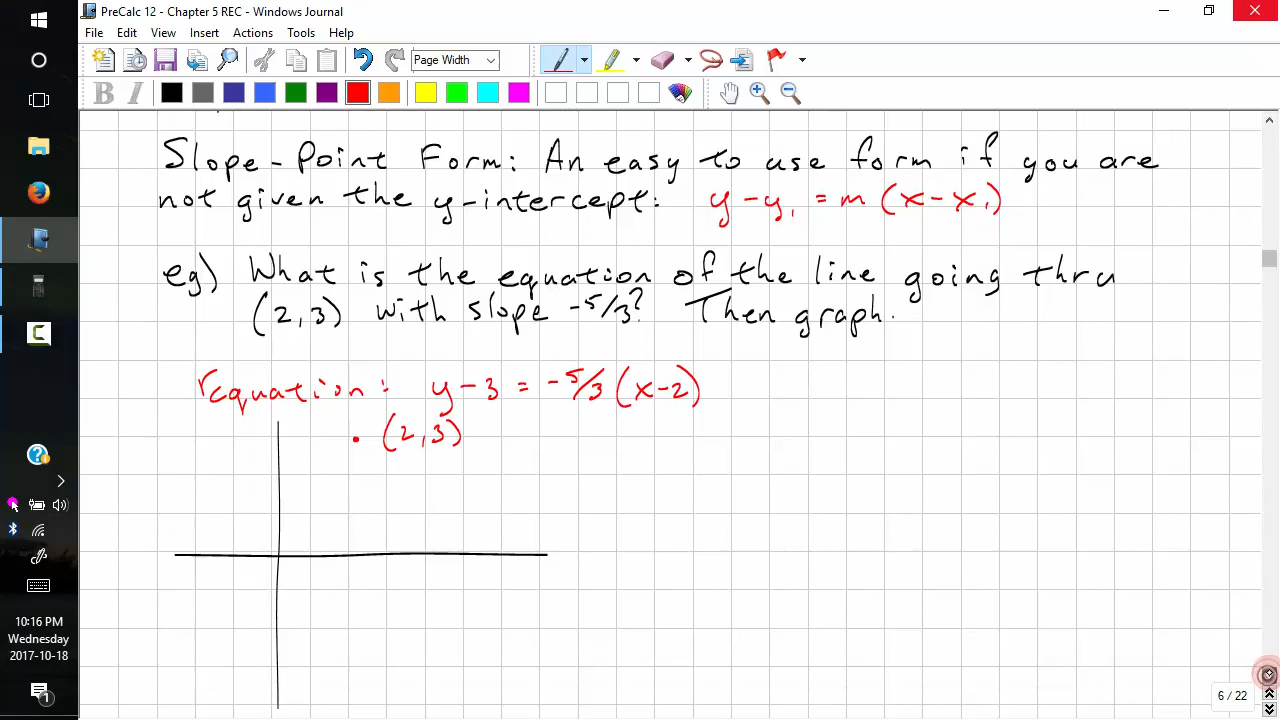 PreCalc 12 - Chapter 5 REC - Windows Journal
File Edit View Insert Actions Tools Help
Page Width
B I
Slope-Point Form: An easy to use form if you are
not given the y-intercept: y - y₁ = m (x - x₁)
eg) What is the equation of the line going thru
(2,3) with slope -5/3? Then graph.
equation: y - 3 = -5/3 (x-2)
(2,3)
10:16 PM
Wednesday
2017-10-18
1
6 / 22